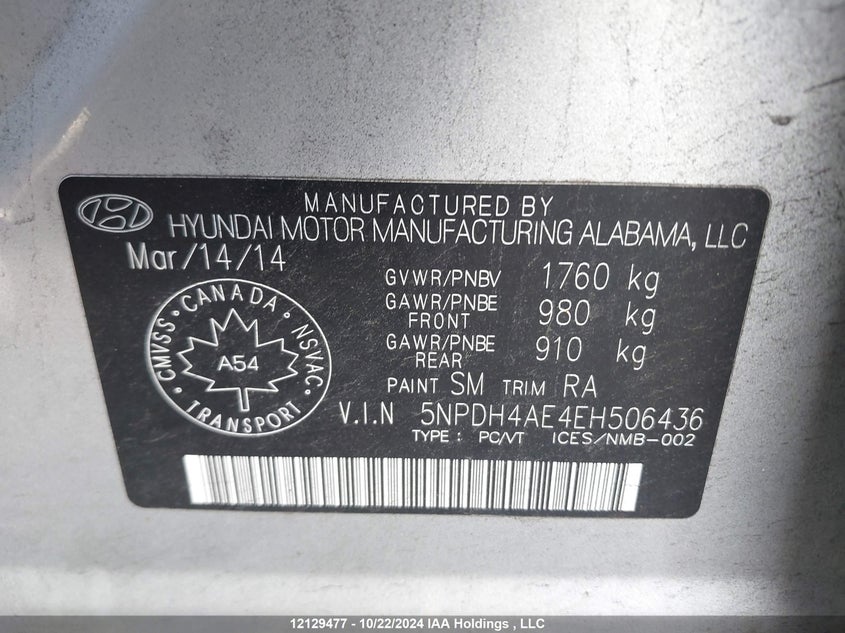 MANUFACTURED BY
HYUNDAI MOTOR MANUFACTURING ALABAMA, LLC
Mar/14/14
GVWR/PNBV 1760 kg
GAWR/PNBE FRONT 980 kg
GAWR/PNBE REAR 910 kg
PAINT SM TRIM RA
CANADA
CMVSS · NSVAC
A54
TRANSPORT
V.I.N 5NPDH4AE4EH506436
TYPE : PC/VT ICES/NMB-002
12129477 - 10/22/2024 IAA Holdings , LLC